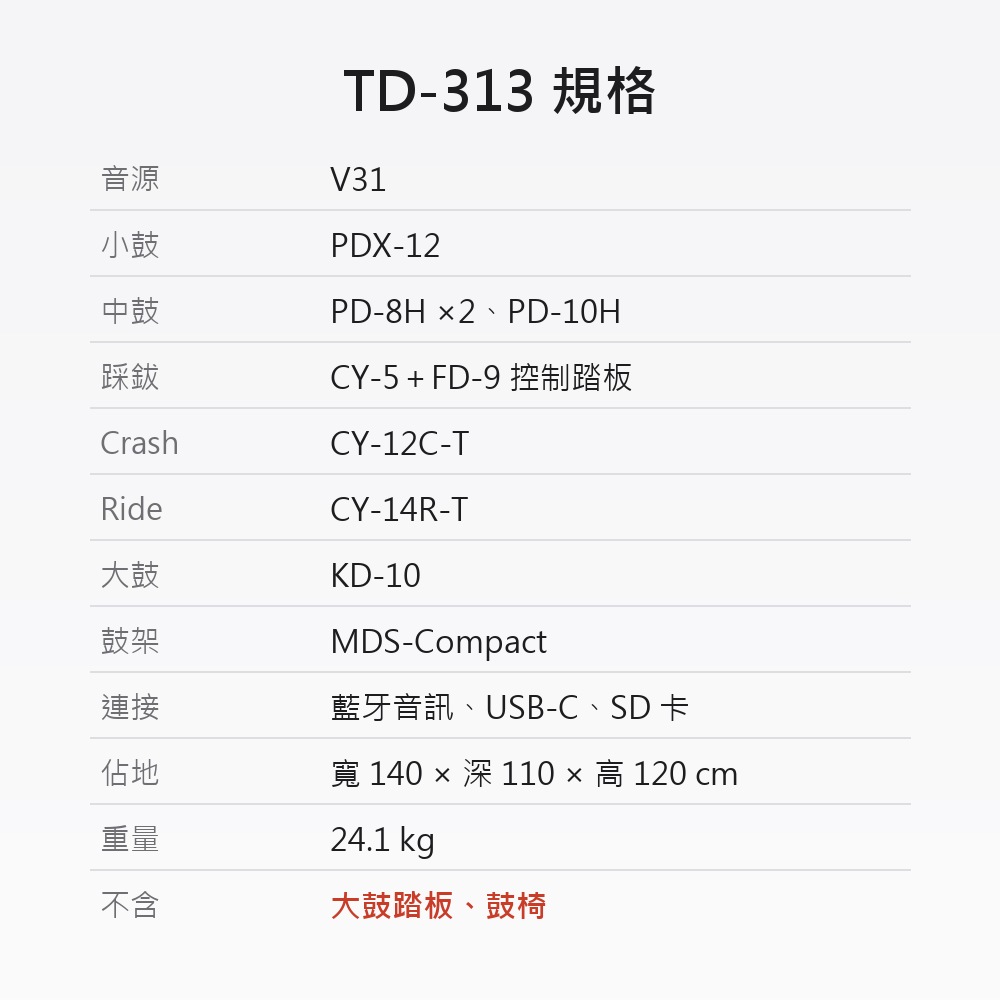 TD-313 規格
音源 V31
小鼓 PDX-12
中鼓 PD-8H ×2、PD-10H
踩鈸 CY-5 + FD-9 控制踏板
Crash CY-12C-T
Ride CY-14R-T
大鼓 KD-10
鼓架 MDS-Compact
連接 藍牙音訊、USB-C、SD 卡
佔地 寬 140 × 深 110 × 高 120 cm
重量 24.1 kg
不含 大鼓踏板、鼓椅